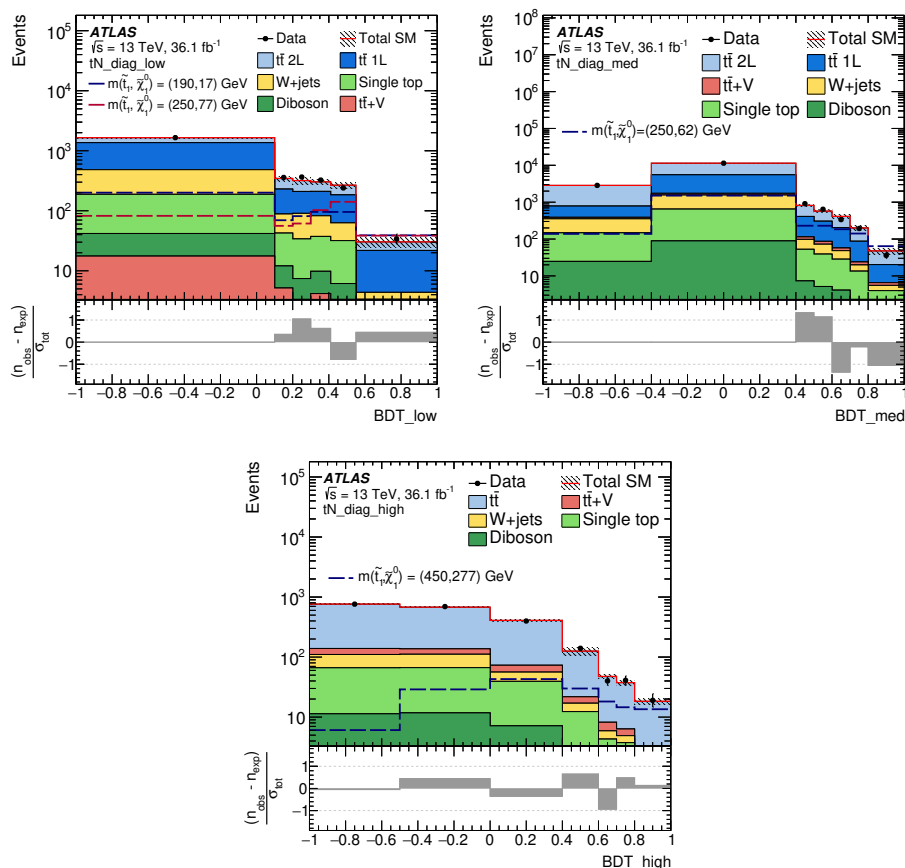 ATLAS
√s = 13 TeV, 36.1 fb⁻¹
tN_diag_low
m(t̃₁, χ̃₁⁰) = (190,17) GeV
m(t̃₁, χ̃₁⁰) = (250,77) GeV
Data
Total SM
tt̄ 2L
tt̄ 1L
W+jets
Single top
Diboson
tt̄+V
Events
10⁵
10⁴
10³
10²
10
(n_obs - n_exp)
σ_tot
1
0
−1
−1 −0.8 −0.6 −0.4 −0.2 0 0.2 0.4 0.6 0.8 1
BDT_low
ATLAS
√s = 13 TeV, 36.1 fb⁻¹
tN_diag_med
Data
Total SM
tt̄ 2L
tt̄ 1L
tt̄+V
W+jets
Single top
Diboson
m(t̃₁,χ̃₁⁰)=(250,62) GeV
Events
10⁸
10⁷
10⁶
10⁵
10⁴
10³
10²
10
(n_obs - n_exp)
σ_tot
1
0
−1
−1 −0.8 −0.6 −0.4 −0.2 0 0.2 0.4 0.6 0.8 1
BDT_med
ATLAS
√s = 13 TeV, 36.1 fb⁻¹
tN_diag_high
Data
Total SM
tt̄
tt̄+V
W+jets
Single top
Diboson
m(t̃₁,χ̃₁⁰) = (450,277) GeV
Events
10⁵
10⁴
10³
10²
10
(n_obs - n_exp)
σ_tot
1
0
−1
−1 −0.8 −0.6 −0.4 −0.2 0 0.2 0.4 0.6 0.8 1
BDT_high